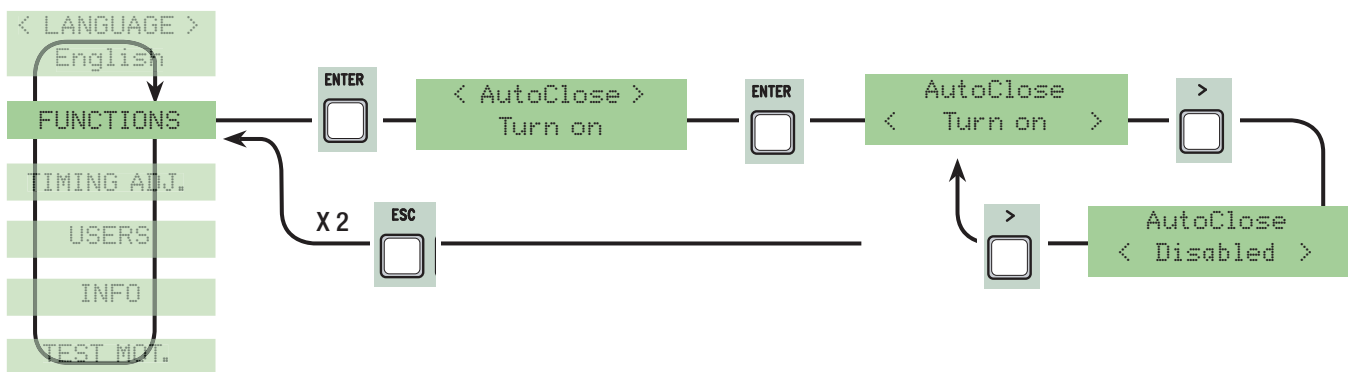 < LANGUAGE >
English
FUNCTIONS
TIMING ADJ.
USERS
INFO
TEST MOT.
ENTER
< AutoClose >
Turn on
ENTER
AutoClose
< Turn on >
>
AutoClose
< Disabled >
>
ESC
X 2